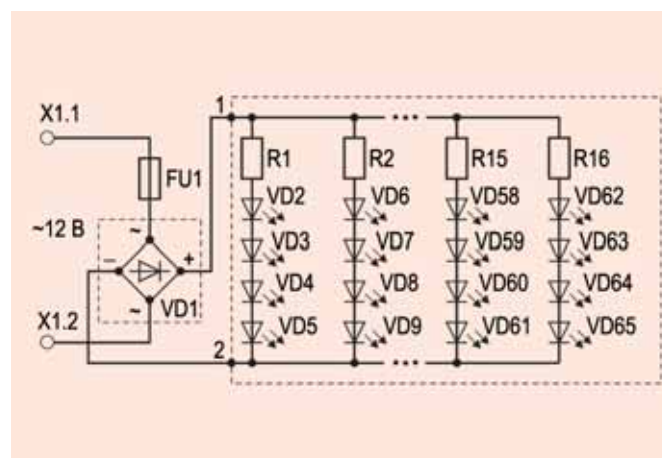 X1.1
FU1
~12 В
~
–
+
VD1
~
X1.2
1
2
R1
R2
R15
R16
VD2
VD6
VD58
VD62
VD3
VD7
VD59
VD63
VD4
VD8
VD60
VD64
VD5
VD9
VD61
VD65